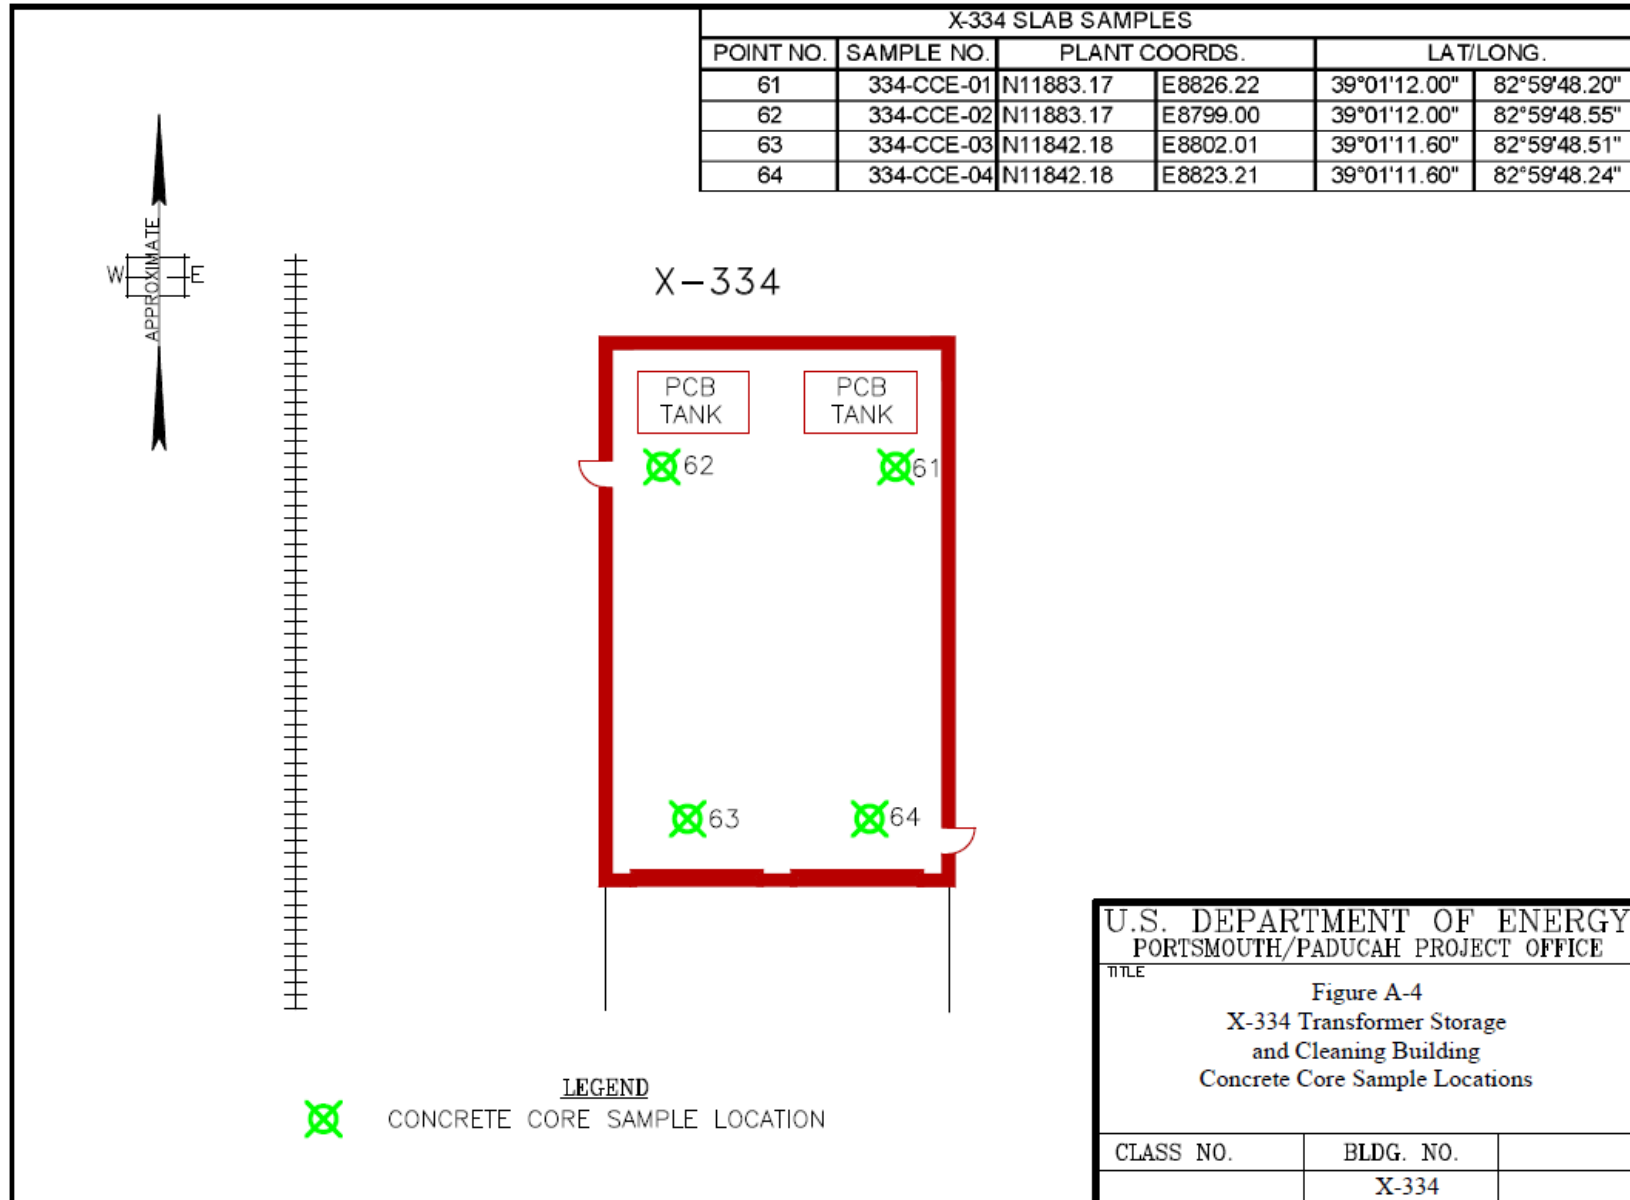 X-334 SLAB SAMPLES
POINT NO. SAMPLE NO. PLANT COORDS. LAT/LONG.
61 334-CCE-01 N11883.17 E8826.22 39°01'12.00" 82°59'48.20"
62 334-CCE-02 N11883.17 E8799.00 39°01'12.00" 82°59'48.55"
63 334-CCE-03 N11842.18 E8802.01 39°01'11.60" 82°59'48.51"
64 334-CCE-04 N11842.18 E8823.21 39°01'11.60" 82°59'48.24"
W E
APPROXIMATE
X-334
PCB
TANK
PCB
TANK
62
61
63
64
LEGEND
CONCRETE CORE SAMPLE LOCATION
U.S. DEPARTMENT OF ENERGY
PORTSMOUTH/PADUCAH PROJECT OFFICE
TITLE
Figure A-4
X-334 Transformer Storage
and Cleaning Building
Concrete Core Sample Locations
CLASS NO. BLDG. NO.
X-334